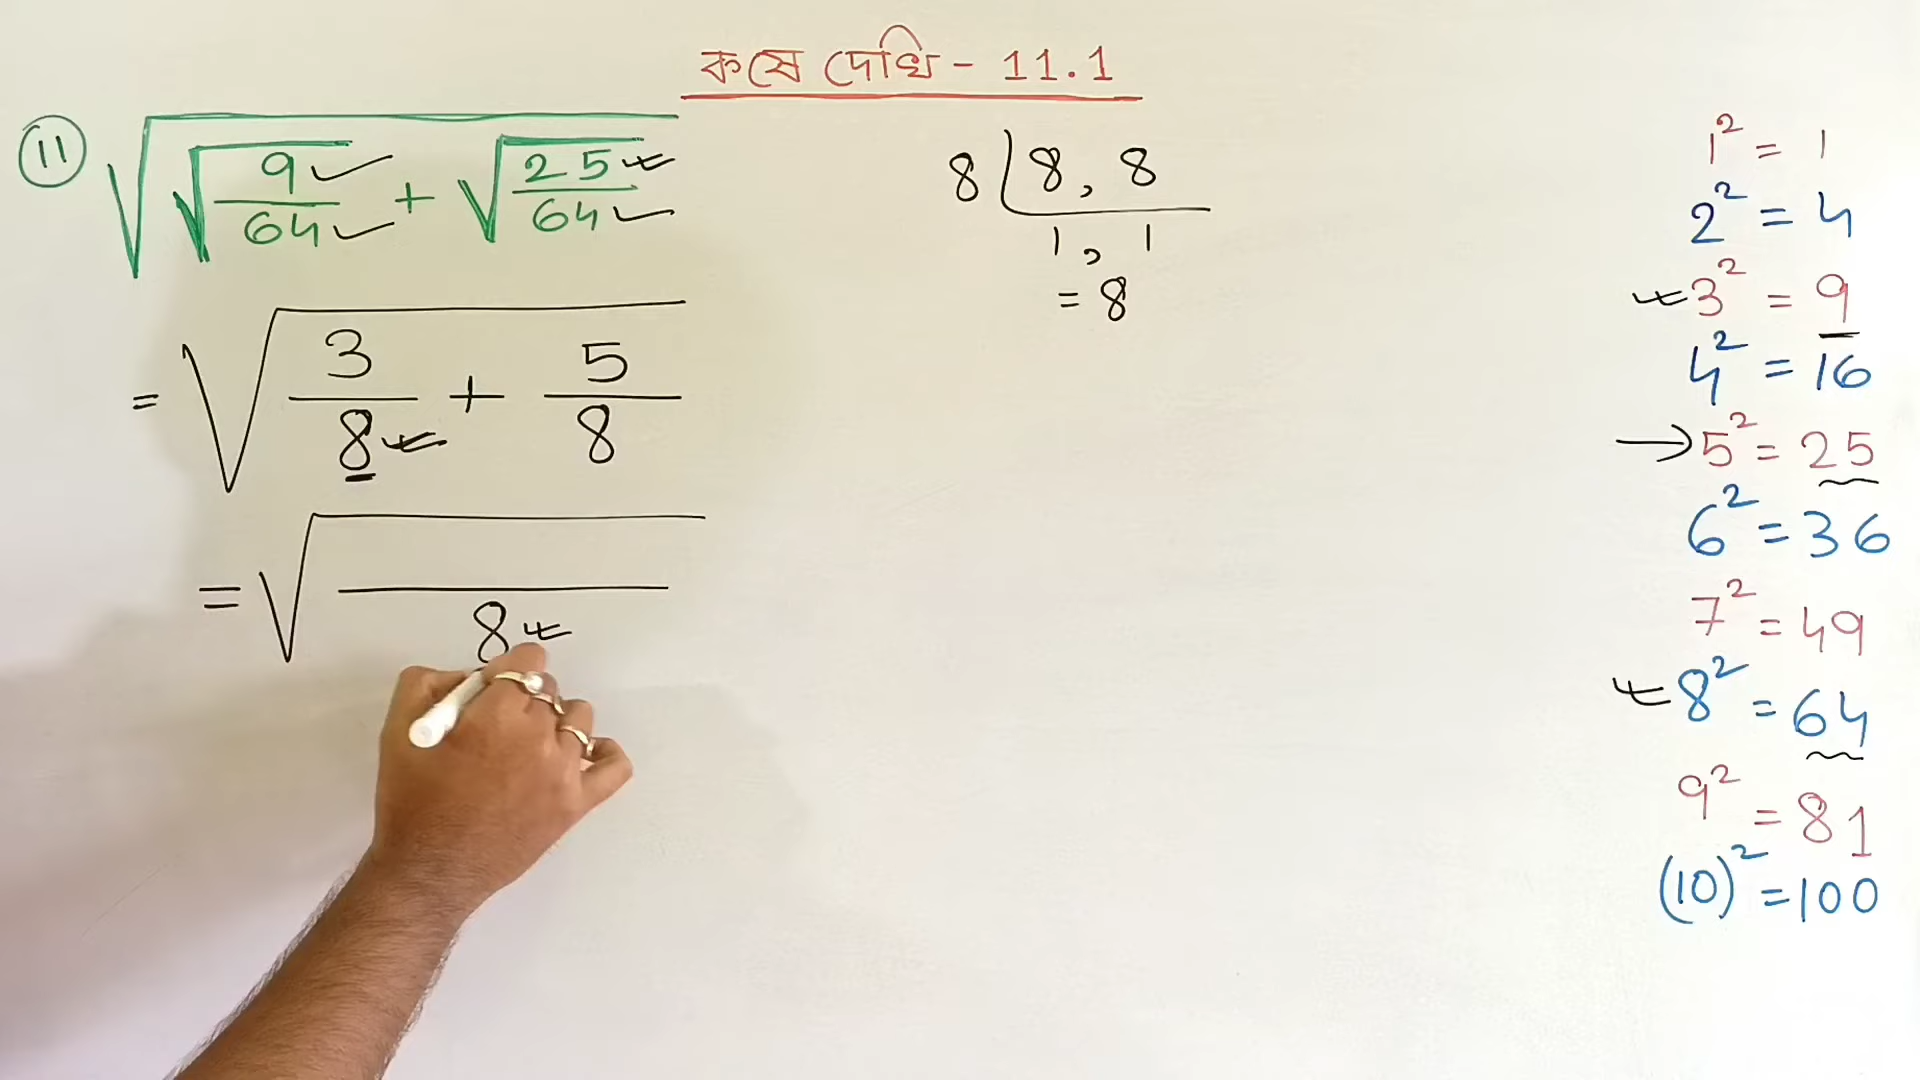 কষে দেখি - 11.1
11 √(√(9/64) + √(25/64))
= √(3/8 + 5/8)
= √( /8)
8 | 8, 8
1, 1
= 8
1² = 1
2² = 4
3² = 9
4² = 16
→ 5² = 25
6² = 36
7² = 49
8² = 64
9² = 81
(10)² = 100